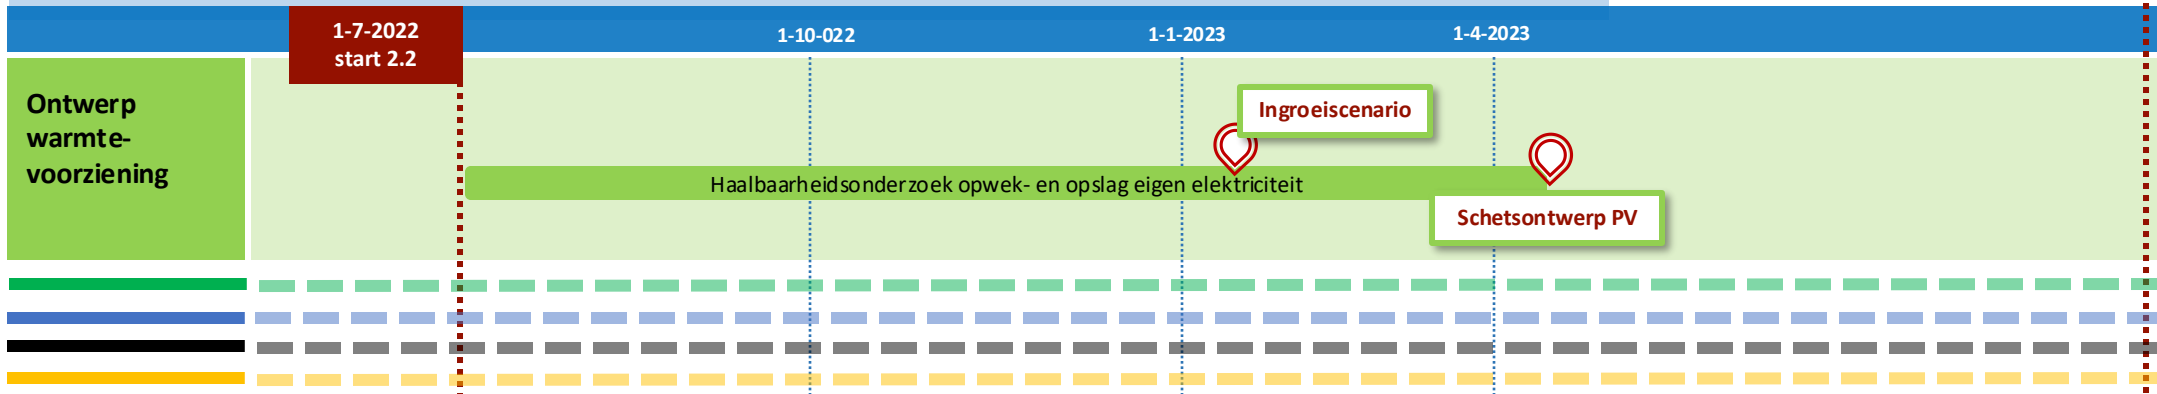 1-7-2022
start 2.2
1-10-022
1-1-2023
1-4-2023
Ontwerp
warmte-
voorziening
Ingroeiscenario
Haalbaarheidsonderzoek opwek- en opslag eigen elektriciteit
Schetsontwerp PV